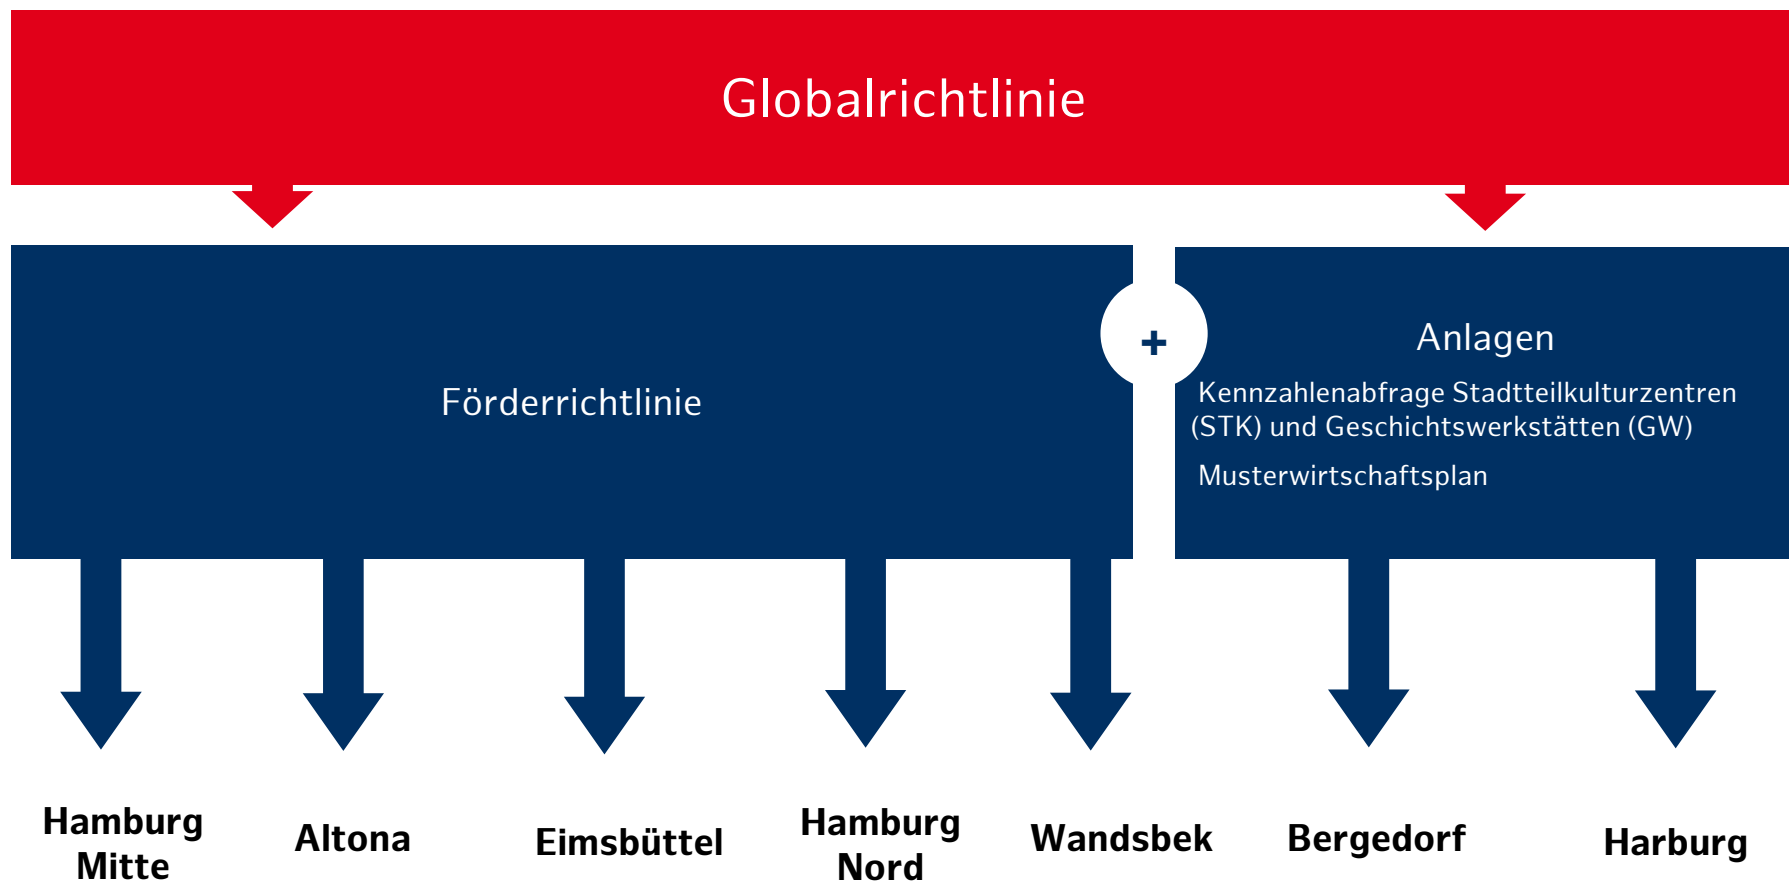 Globalrichtlinie
Förderrichtlinie
+
Anlagen
Kennzahlenabfrage Stadtteilkulturzentren
(STK) und Geschichtswerkstätten (GW)
Musterwirtschaftsplan
Hamburg
Mitte
Altona
Eimsbüttel
Hamburg
Nord
Wandsbek
Bergedorf
Harburg